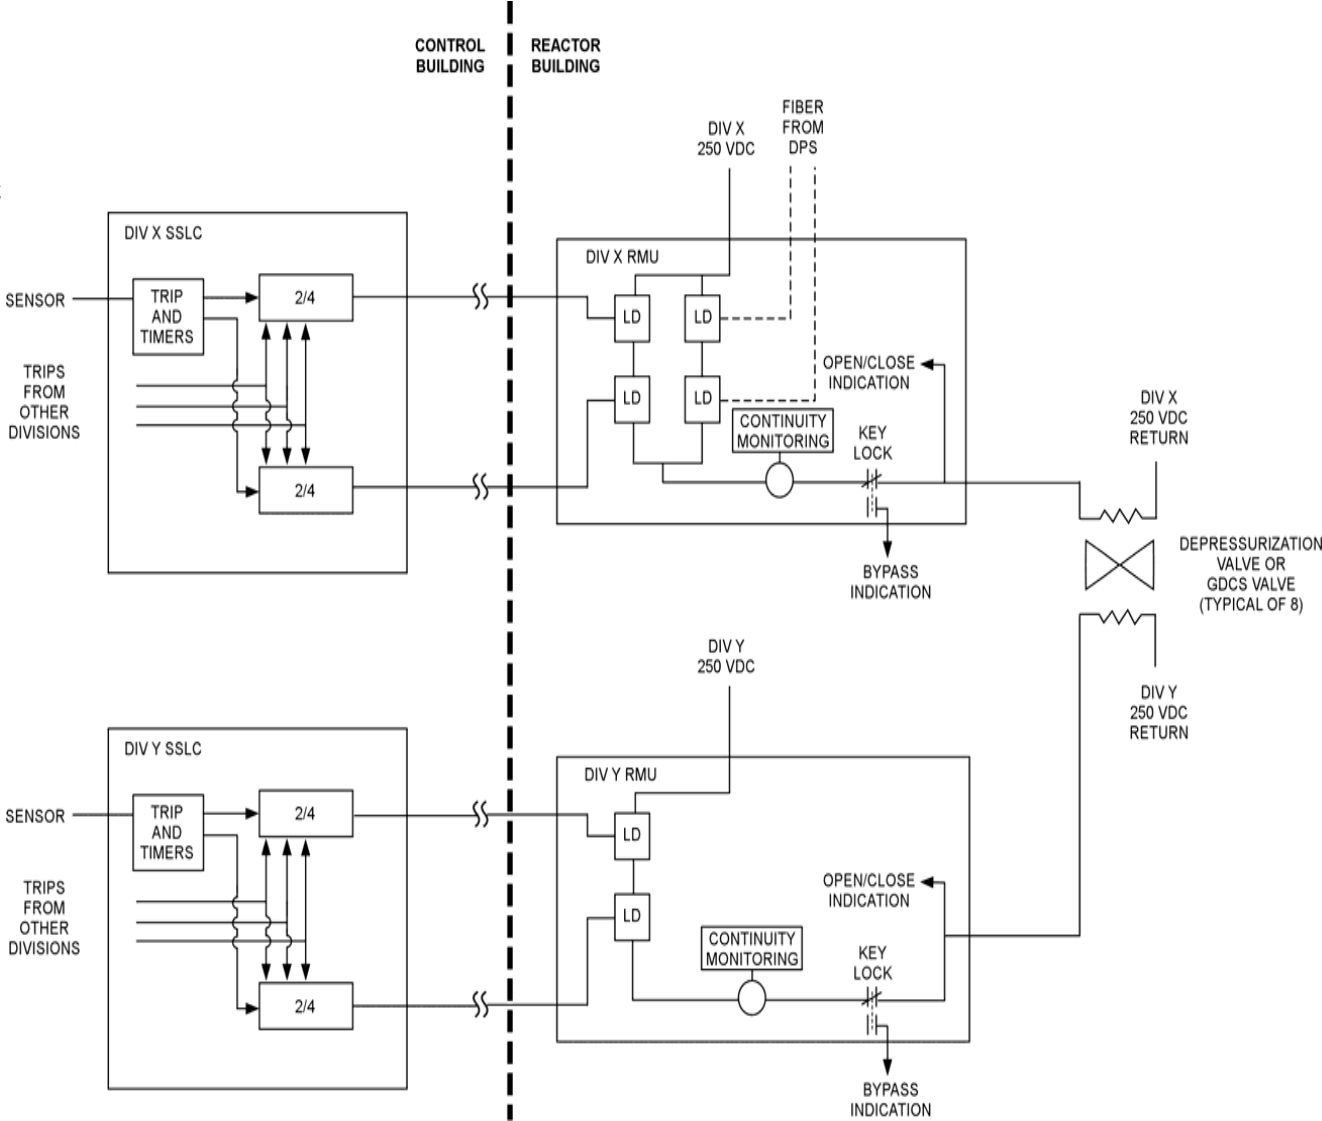 CONTROL
BUILDING
REACTOR
BUILDING
FIBER
FROM
DPS
DIV X
250 VDC
DIV X SSLC
DIV X RMU
SENSOR
TRIP
AND
TIMERS
2/4
LD
LD
TRIPS
FROM
OTHER
DIVISIONS
LD
LD
OPEN/CLOSE
INDICATION
CONTINUITY
MONITORING
KEY
LOCK
DIV X
250 VDC
RETURN
2/4
BYPASS
INDICATION
DEPRESSURIZATION
VALVE OR
GDCS VALVE
(TYPICAL OF 8)
DIV Y
250 VDC
DIV Y
250 VDC
RETURN
DIV Y SSLC
DIV Y RMU
SENSOR
TRIP
AND
TIMERS
2/4
LD
TRIPS
FROM
OTHER
DIVISIONS
LD
OPEN/CLOSE
INDICATION
CONTINUITY
MONITORING
KEY
LOCK
2/4
BYPASS
INDICATION